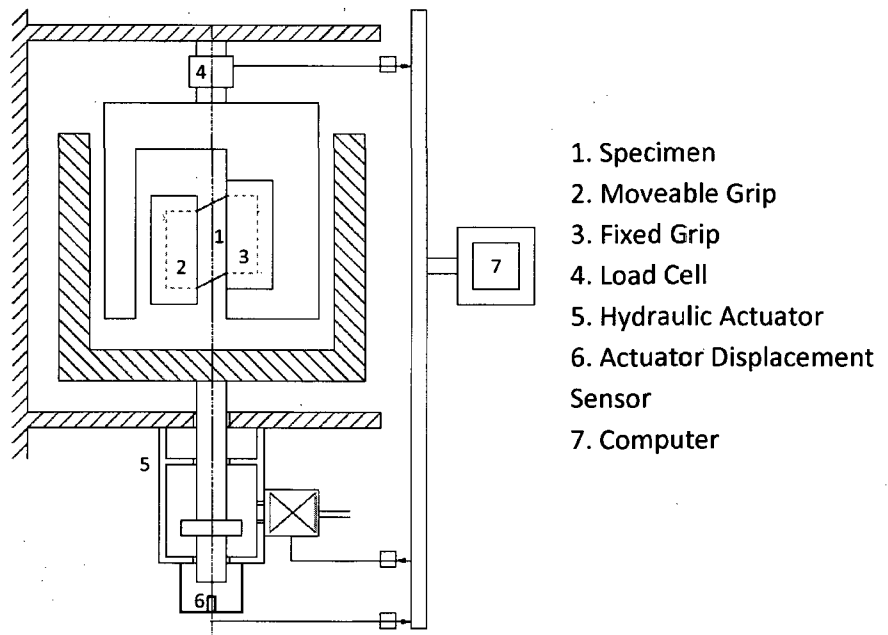 4
1
2
3
7
5
6
1. Specimen
2. Moveable Grip
3. Fixed Grip
4. Load Cell
5. Hydraulic Actuator
6. Actuator Displacement
Sensor
7. Computer